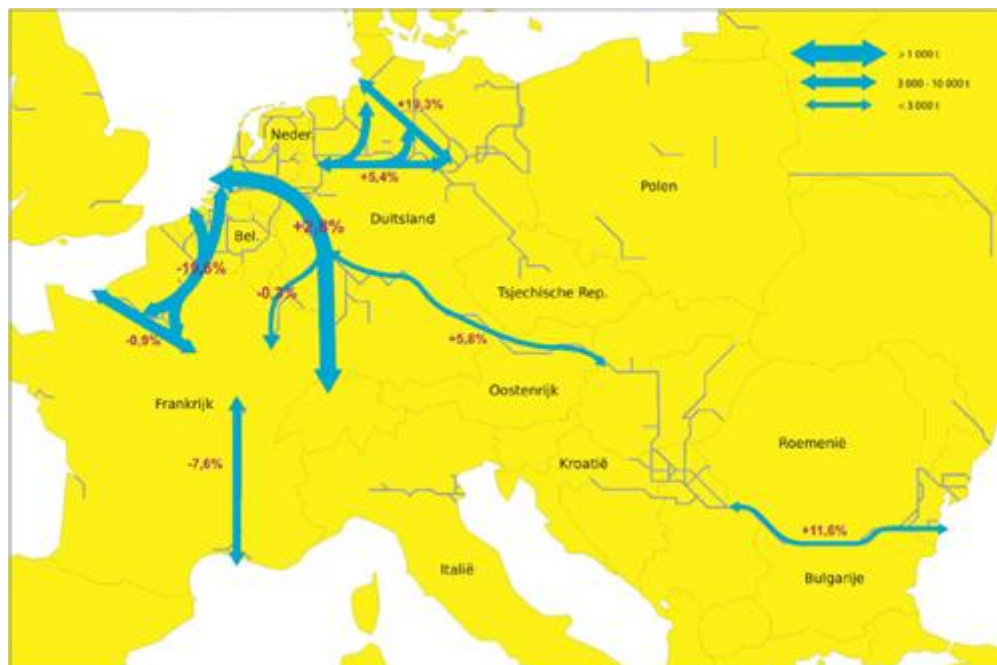 > 1 000 t
3 000 - 10 000 t
< 3 000 t
+19,3%
Neder.
+5,4%
Polen
Duitsland
+2,8%
Bel.
-19,6%
-0,3%
Tsjechische Rep.
-0,9%
+5,8%
Oostenrijk
Frankrijk
Roemenië
-7,6%
Kroatië
+11,6%
Italië
Bulgarije